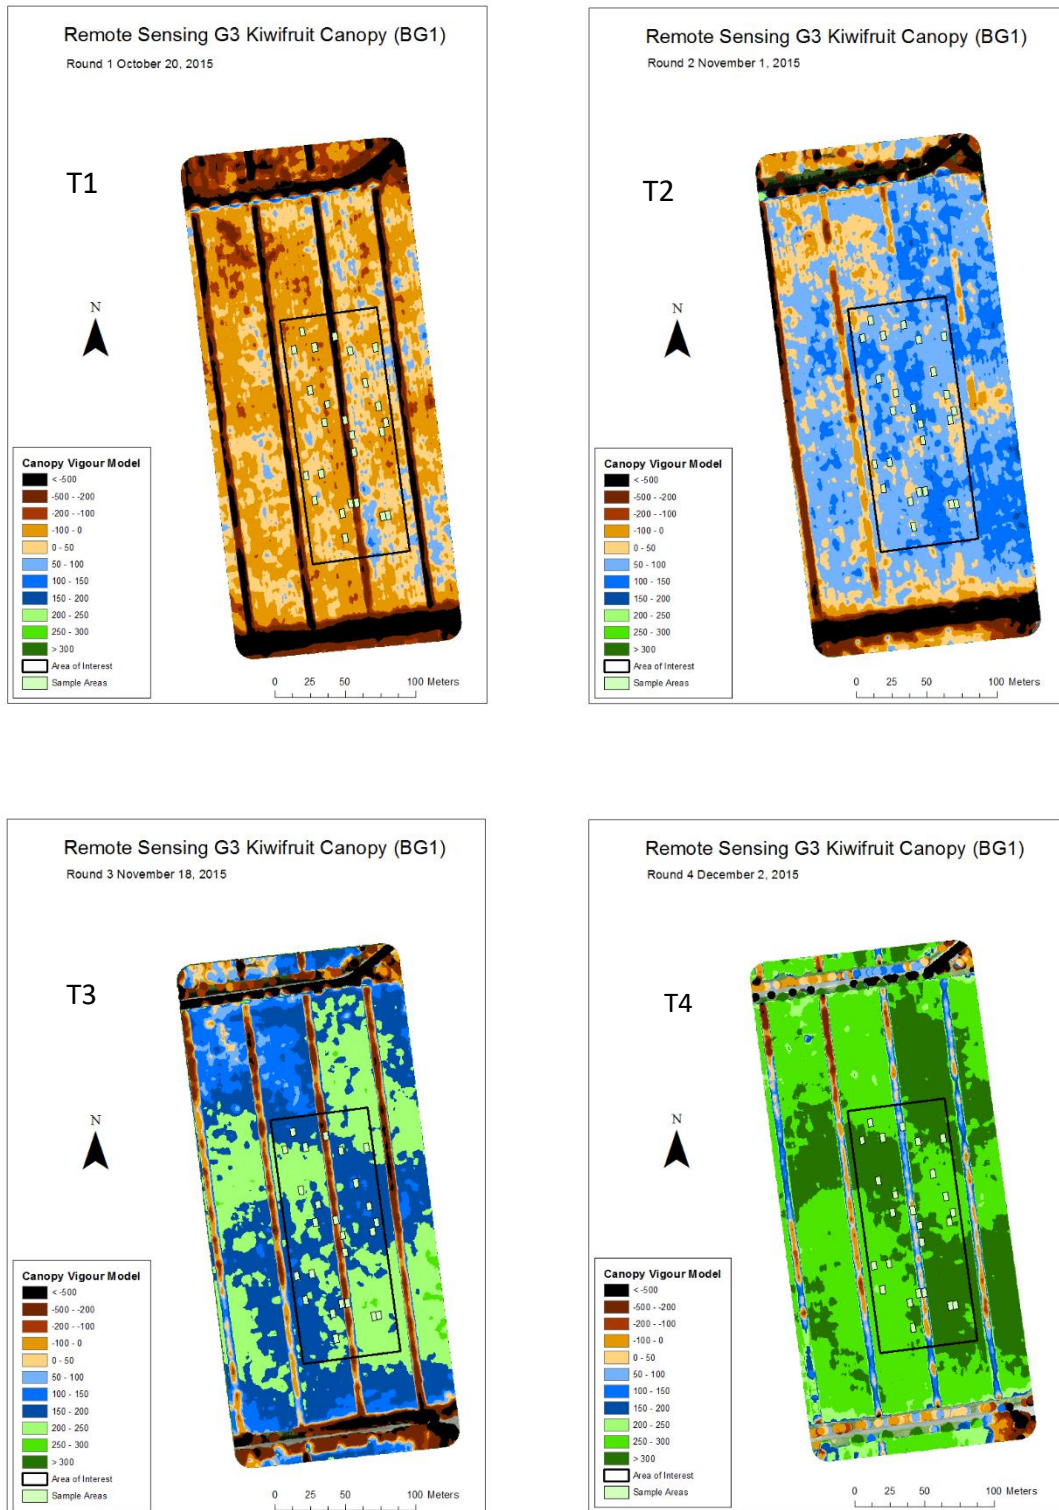 Remote Sensing G3 Kiwifruit Canopy (BG1)
Round 1 October 20, 2015
T1
N
Canopy Vigour Model
< -500
-500 - -200
-200 - -100
-100 - 0
0 - 50
50 - 100
100 - 150
150 - 200
200 - 250
250 - 300
> 300
Area of Interest
Sample Areas
0 25 50 100 Meters
Remote Sensing G3 Kiwifruit Canopy (BG1)
Round 2 November 1, 2015
T2
N
Canopy Vigour Model
< -500
-500 - -200
-200 - -100
-100 - 0
0 - 50
50 - 100
100 - 150
150 - 200
200 - 250
250 - 300
> 300
Area of Interest
Sample Areas
0 25 50 100 Meters
Remote Sensing G3 Kiwifruit Canopy (BG1)
Round 3 November 18, 2015
T3
N
Canopy Vigour Model
< -500
-500 - -200
-200 - -100
-100 - 0
0 - 50
50 - 100
100 - 150
150 - 200
200 - 250
250 - 300
> 300
Area of Interest
Sample Areas
0 25 50 100 Meters
Remote Sensing G3 Kiwifruit Canopy (BG1)
Round 4 December 2, 2015
T4
N
Canopy Vigour Model
< -500
-500 - -200
-200 - -100
-100 - 0
0 - 50
50 - 100
100 - 150
150 - 200
200 - 250
250 - 300
> 300
Area of Interest
Sample Areas
0 25 50 100 Meters